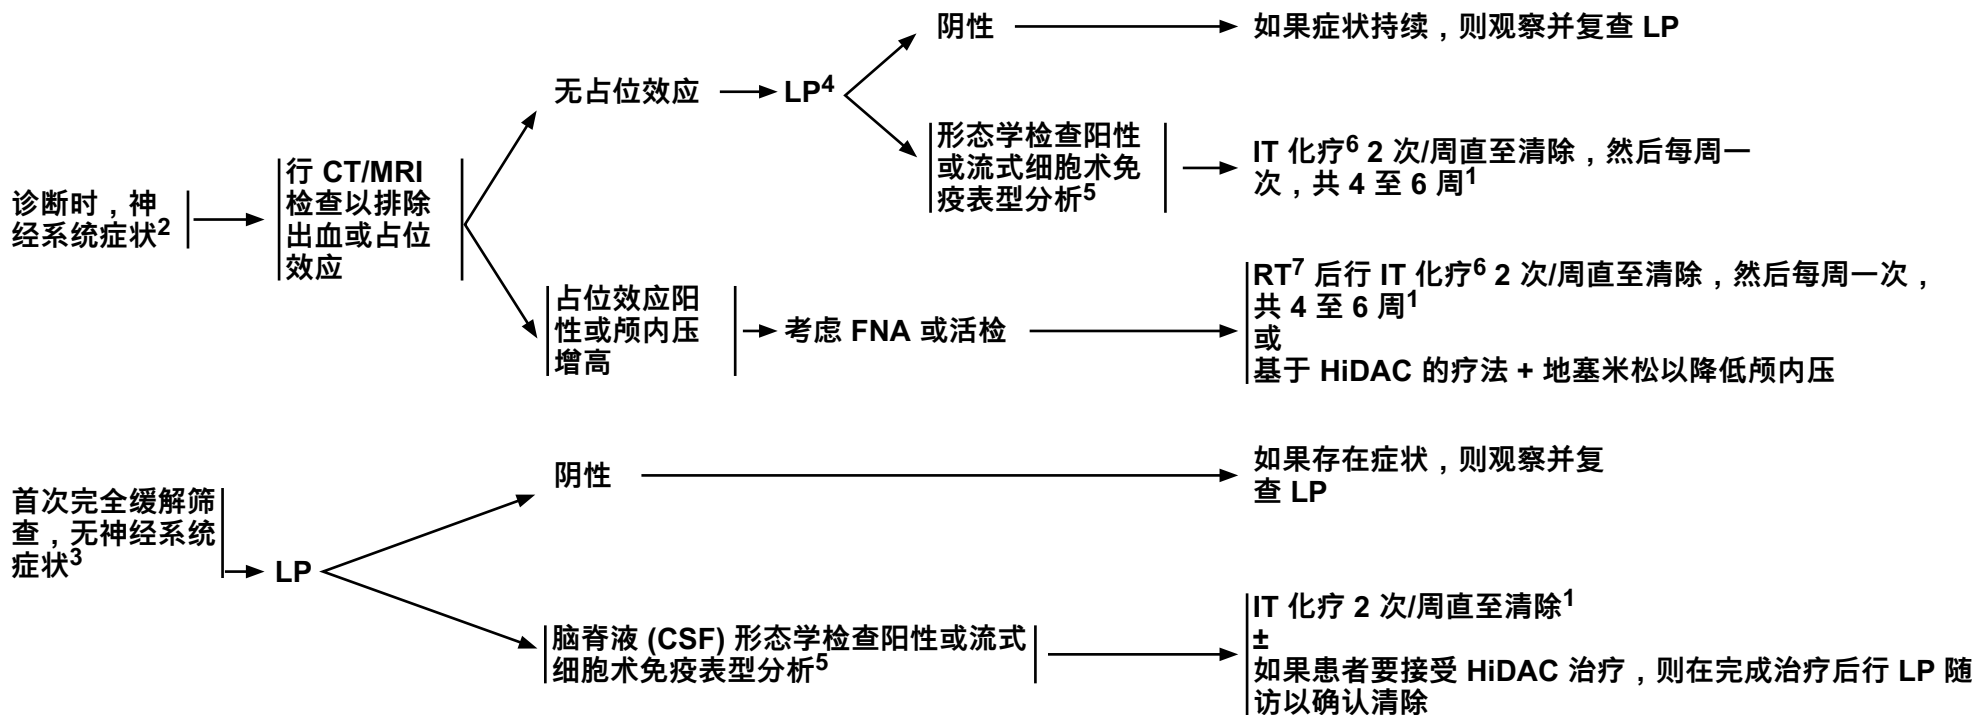 阴性
如果症状持续，则观察并复查 LP
无占位效应
LP4
形态学检查阳性
或流式细胞术免
疫表型分析5
IT 化疗6 2 次/周直至清除，然后每周一
次，共 4 至 6 周1
诊断时，神
经系统症状2
行 CT/MRI
检查以排除
出血或占位
效应
占位效应阳
性或颅内压
增高
考虑 FNA 或活检
RT7 后行 IT 化疗6 2 次/周直至清除，然后每周一次，
共 4 至 6 周1
或
基于 HiDAC 的疗法 + 地塞米松以降低颅内压
首次完全缓解筛
查，无神经系统
症状3
LP
阴性
如果存在症状，则观察并复
查 LP
脑脊液 (CSF) 形态学检查阳性或流式
细胞术免疫表型分析5
IT 化疗 2 次/周直至清除1
±
如果患者要接受 HiDAC 治疗，则在完成治疗后行 LP 随
访以确认清除